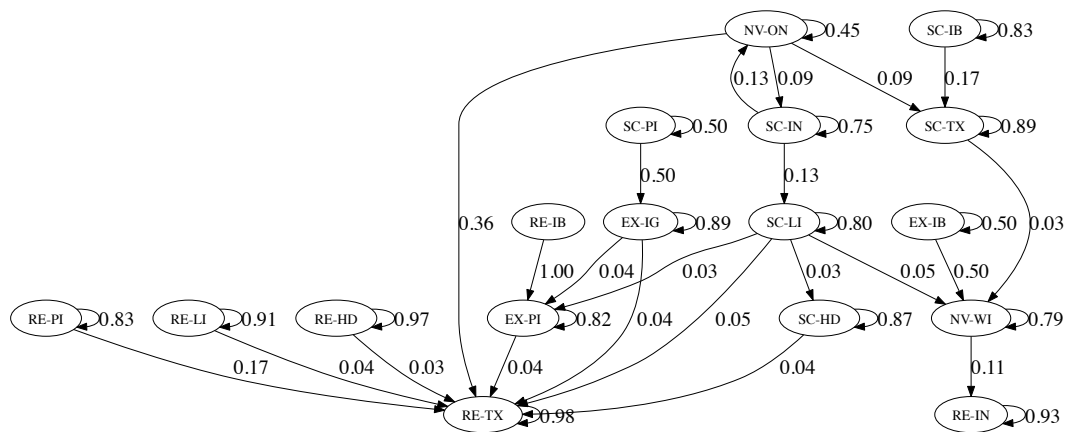 NV-ON 0.45 SC-IB 0.83
0.13 0.09 0.09 0.17
SC-PI 0.50 SC-IN 0.75 SC-TX 0.89
0.50 0.13
RE-IB EX-IG 0.89 SC-LI 0.80 EX-IB 0.50
0.36 0.03
1.00 0.04 0.03 0.03 0.05 0.50
RE-PI 0.83 RE-LI 0.91 RE-HD 0.97 EX-PI 0.82 SC-HD 0.87 NV-WI 0.79
0.04 0.05
0.17 0.04 0.03 0.04 0.04 0.11
RE-TX 0.98 RE-IN 0.93